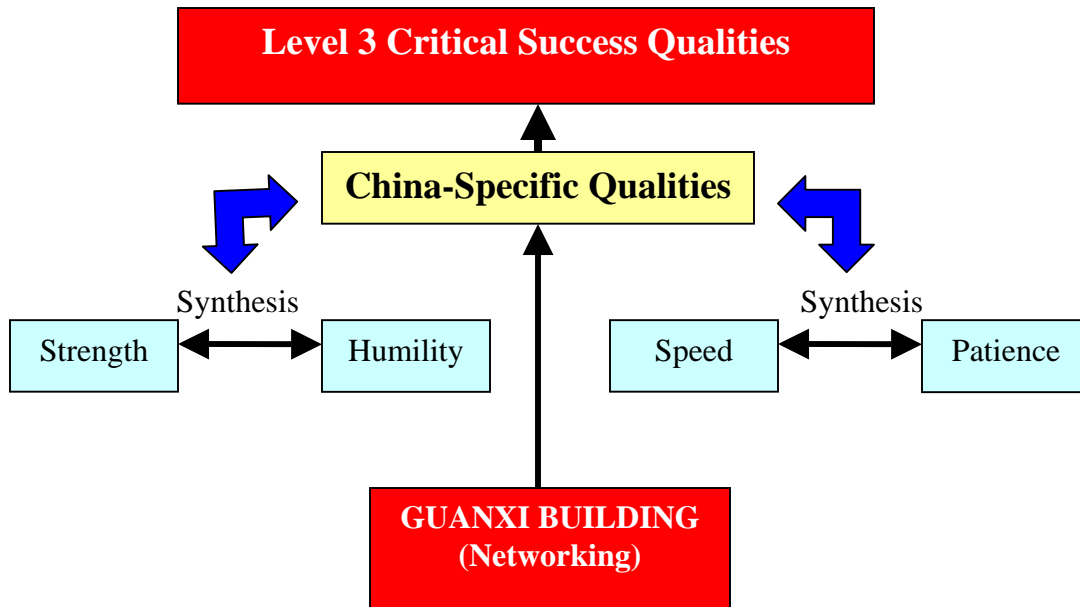 Level 3 Critical Success Qualities
China-Specific Qualities
Synthesis
Synthesis
Strength
Humility
Speed
Patience
GUANXI BUILDING
(Networking)